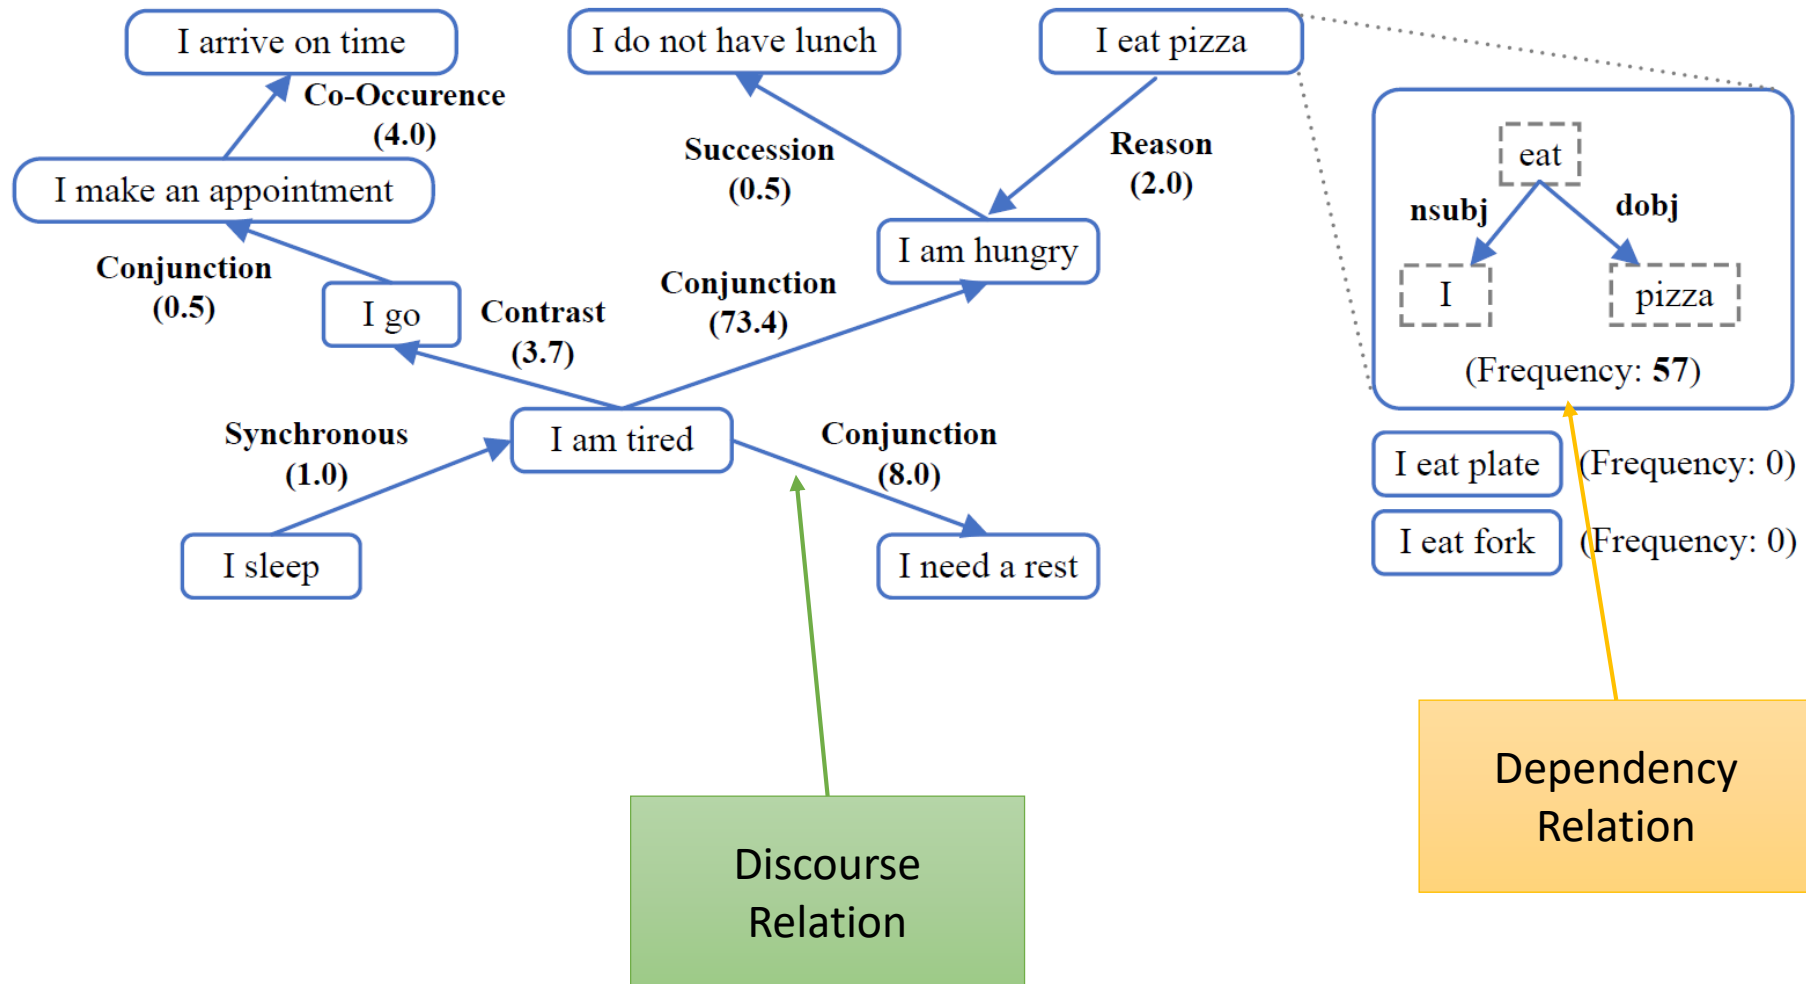 I arrive on time
I do not have lunch
I eat pizza
Co-Occurence
(4.0)
Succession
(0.5)
Reason
(2.0)
eat
nsubj
dobj
I
pizza
(Frequency: 57)
I make an appointment
I am hungry
Conjunction
(0.5)
I go
Contrast
(3.7)
Conjunction
(73.4)
Synchronous
(1.0)
I am tired
Conjunction
(8.0)
I eat plate (Frequency: 0)
I eat fork (Frequency: 0)
I sleep
I need a rest
Discourse
Relation
Dependency
Relation